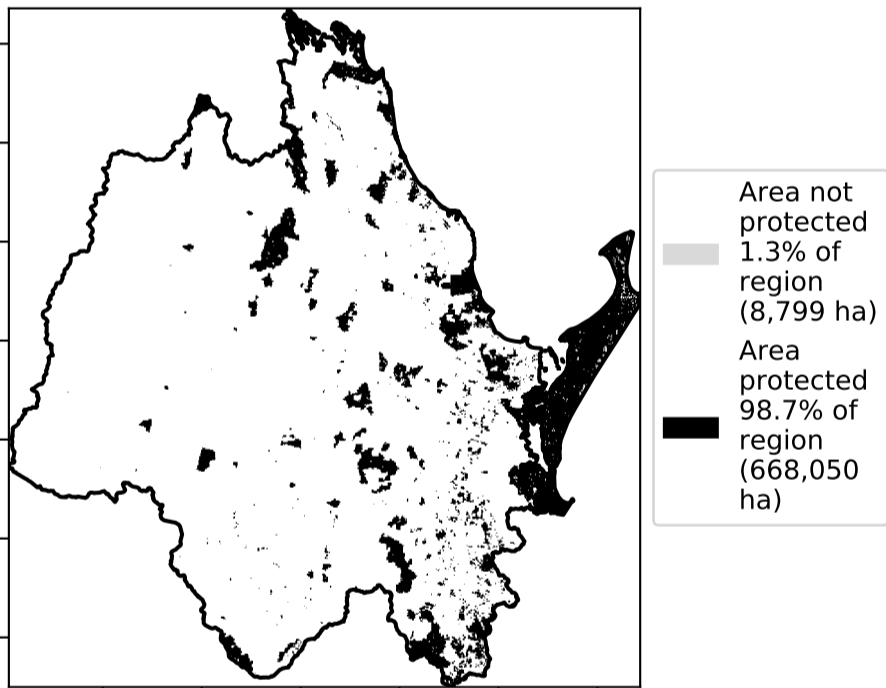 Area not
protected
1.3% of
region
(8,799 ha)
Area
protected
98.7% of
region
(668,050
ha)